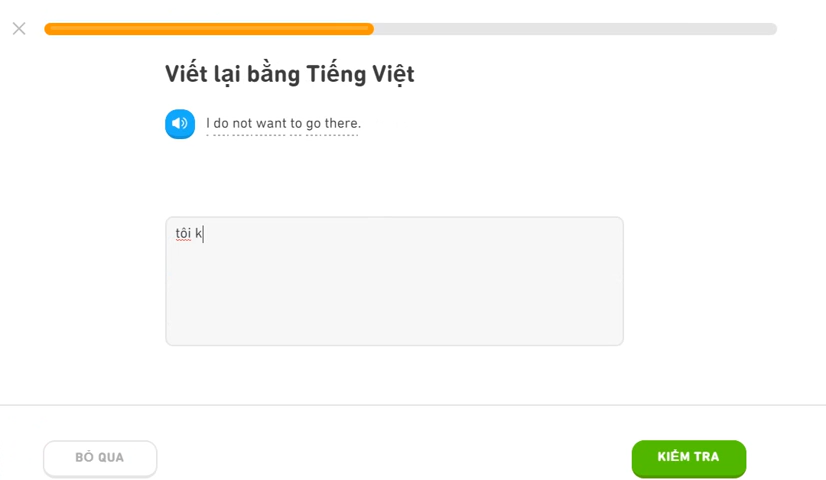 Viết lại bằng Tiếng Việt
I do not want to go there.
tôi k
BỎ QUA
KIỂM TRA